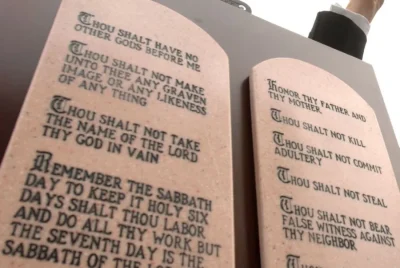 Thou shalt have no
other gods before me
Thou shalt not make
unto thee any graven
image or any likeness
of any thing
Thou shalt not take
the name of the Lord
thy God in vain
Remember the Sabbath
day to keep it holy six
days shalt thou labor
and do all thy work but
the seventh day is the
Sabbath of the
Honor thy father and
thy mother
Thou shalt not kill
Thou shalt not commit
adultery
Thou shalt not steal
Thou shalt not bear
false witness against
thy neighbor